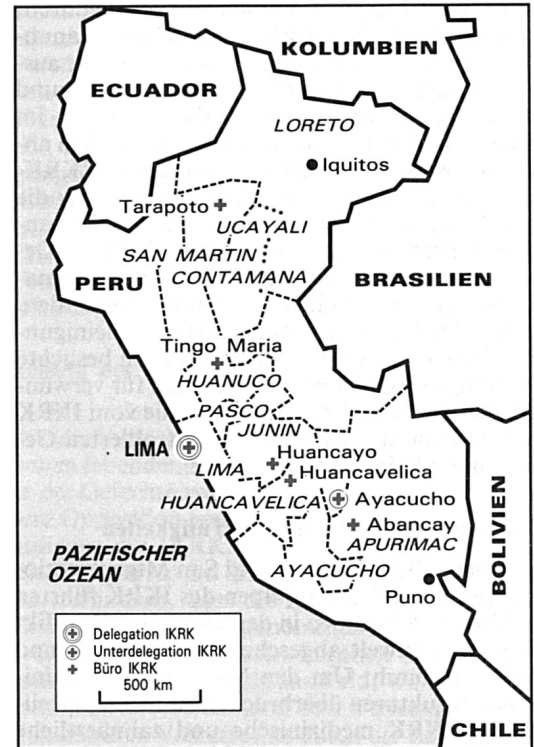 KOLUMBIEN
ECUADOR
LORETO
Iquitos
Tarapoto
UCAYALI
SAN MARTIN
CONTAMANA
PERU
BRASILIEN
Tingo Maria
HUANUCO
PASCO
JUNIN
LIMA
LIMA
Huancayo
Huancavelica
HUANCAVELICA
Ayacucho
Abancay
APURIMAC
AYACUCHO
Puno
BOLIVIEN
PAZIFISCHER
OZEAN
Delegation IKRK
Unterdelegation IKRK
Büro IKRK
500 km
CHILE